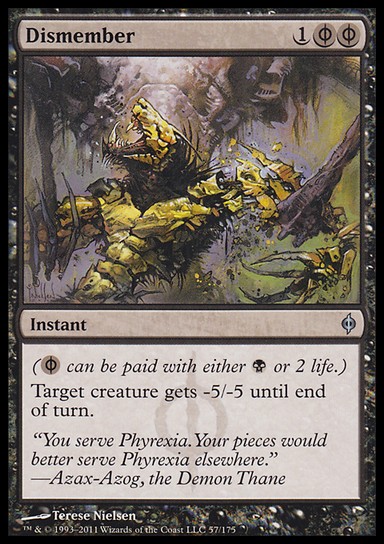 Dismember 1
Instant
( can be paid with either or 2 life.)
Target creature gets -5/-5 until end
of turn.
“You serve Phyrexia. Your pieces would
better serve Phyrexia elsewhere.”
—Azax-Azog, the Demon Thane
Terese Nielsen
™ & © 1993–2011 Wizards of the Coast LLC 57/175